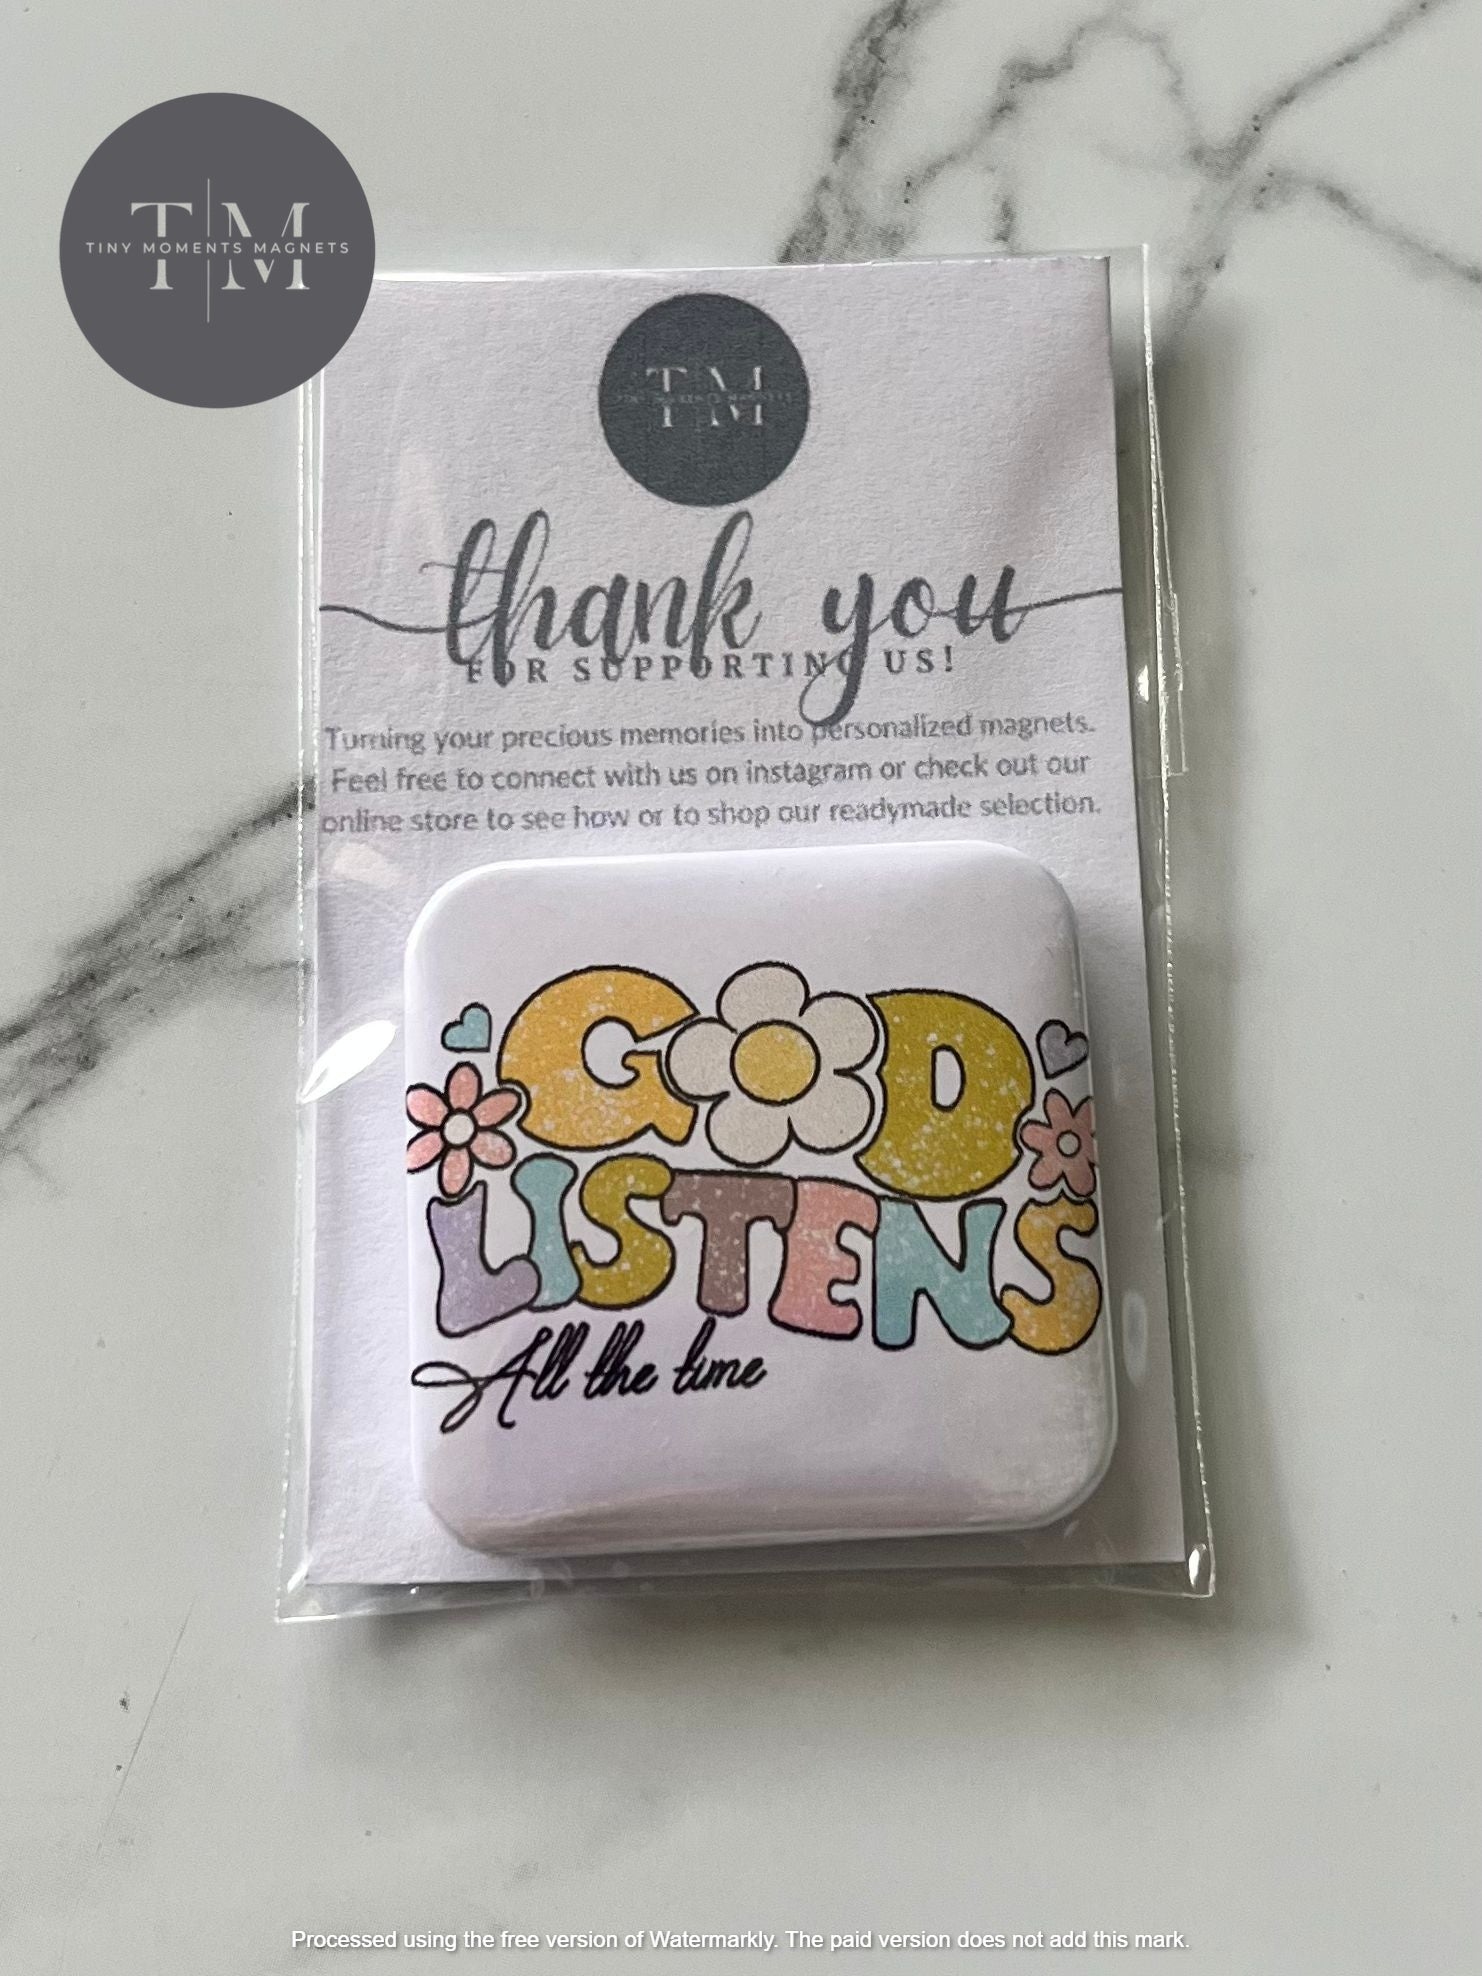 T M
TINY MOMENTS MAGNETS
T M
thank you
FOR SUPPORTING US!
Turning your precious memories into personalized magnets.
Feel free to connect with us on instagram or check out our
online store to see how or to shop our readymade selection.
GOD
LISTENS
All the time
Processed using the free version of Watermarkly. The paid version does not add this mark.